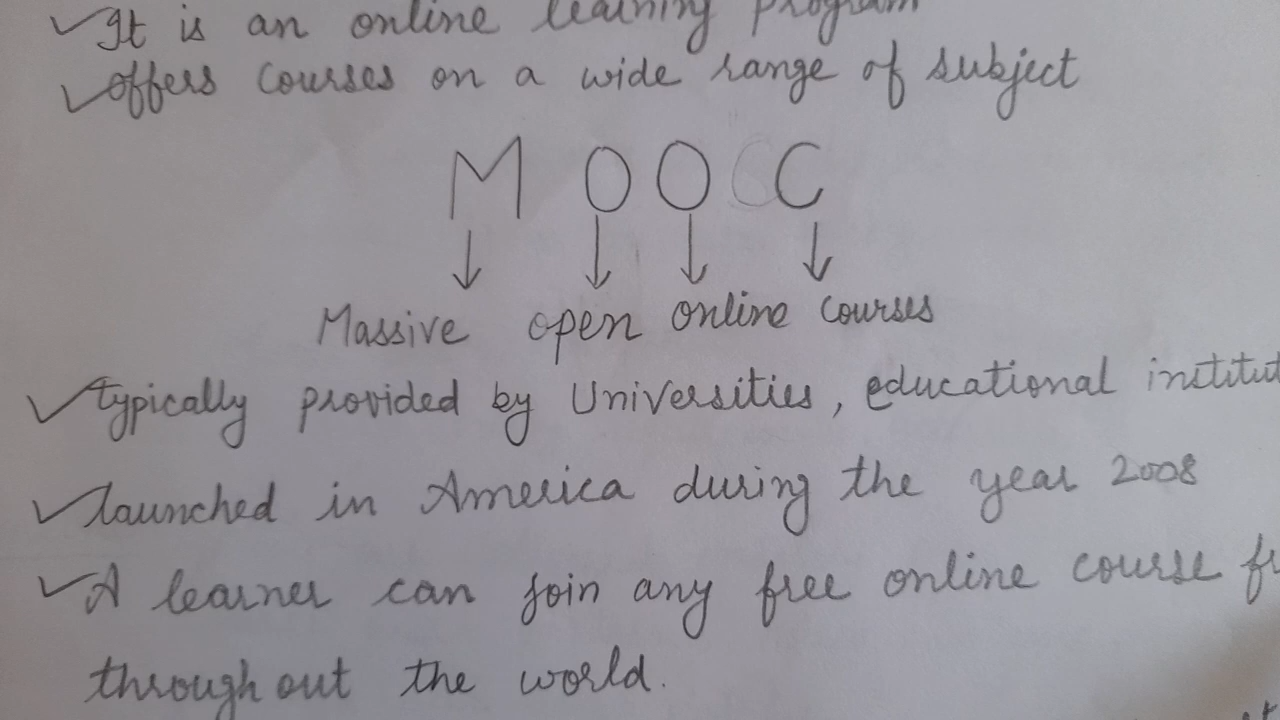 It is an online learning program
offers courses on a wide range of subject
M O O C
Massive open online courses
typically provided by Universities, educational
launched in America during the year 2008
A learner can join any free online course
through out the world.